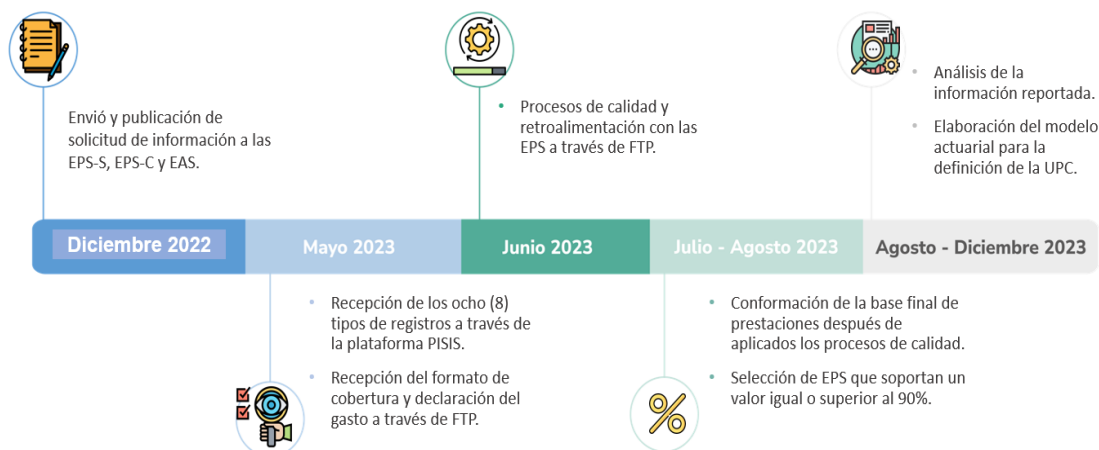 Envió y publicación de
solicitud de información a las
EPS-S, EPS-C y EAS.
• Procesos de calidad y
retroalimentación con las
EPS a través de FTP.
• Análisis de la
información reportada.
• Elaboración del modelo
actuarial para la
definición de la UPC.
Diciembre 2022
Mayo 2023
Junio 2023
Julio - Agosto 2023
Agosto - Diciembre 2023
• Recepción de los ocho (8)
tipos de registros a través de
la plataforma PISIS.
• Recepción del formato de
cobertura y declaración del
gasto a través de FTP.
%
• Conformación de la base final de
prestaciones después de
aplicados los procesos de calidad.
• Selección de EPS que soportan un
valor igual o superior al 90%.